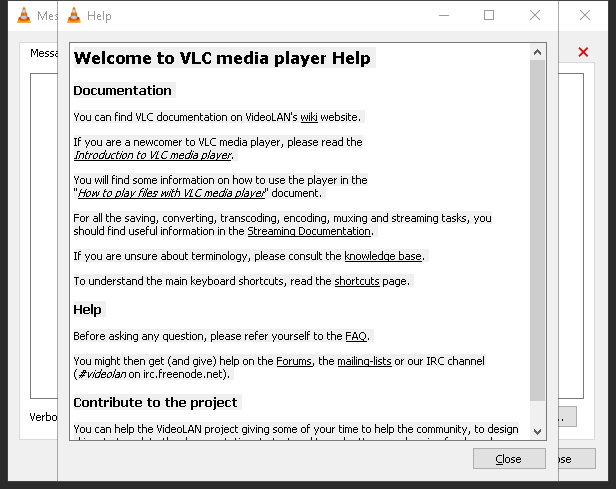 Help
Messa
Welcome to VLC media player Help
Documentation
You can find VLC documentation on VideoLAN's wiki website.
If you are a newcomer to VLC media player, please read the
Introduction to VLC media player.
You will find some information on how to use the player in the
"How to play files with VLC media player" document.
For all the saving, converting, transcoding, encoding, muxing and streaming tasks, you
should find useful information in the Streaming Documentation.
If you are unsure about terminology, please consult the knowledge base.
To understand the main keyboard shortcuts, read the shortcuts page.
Help
Before asking any question, please refer yourself to the FAQ.
You might then get (and give) help on the Forums, the mailing-lists or our IRC channel
(#videolan on irc.freenode.net).
Contribute to the project
You can help the VideoLAN project giving some of your time to help the community, to design
Verbo
Close